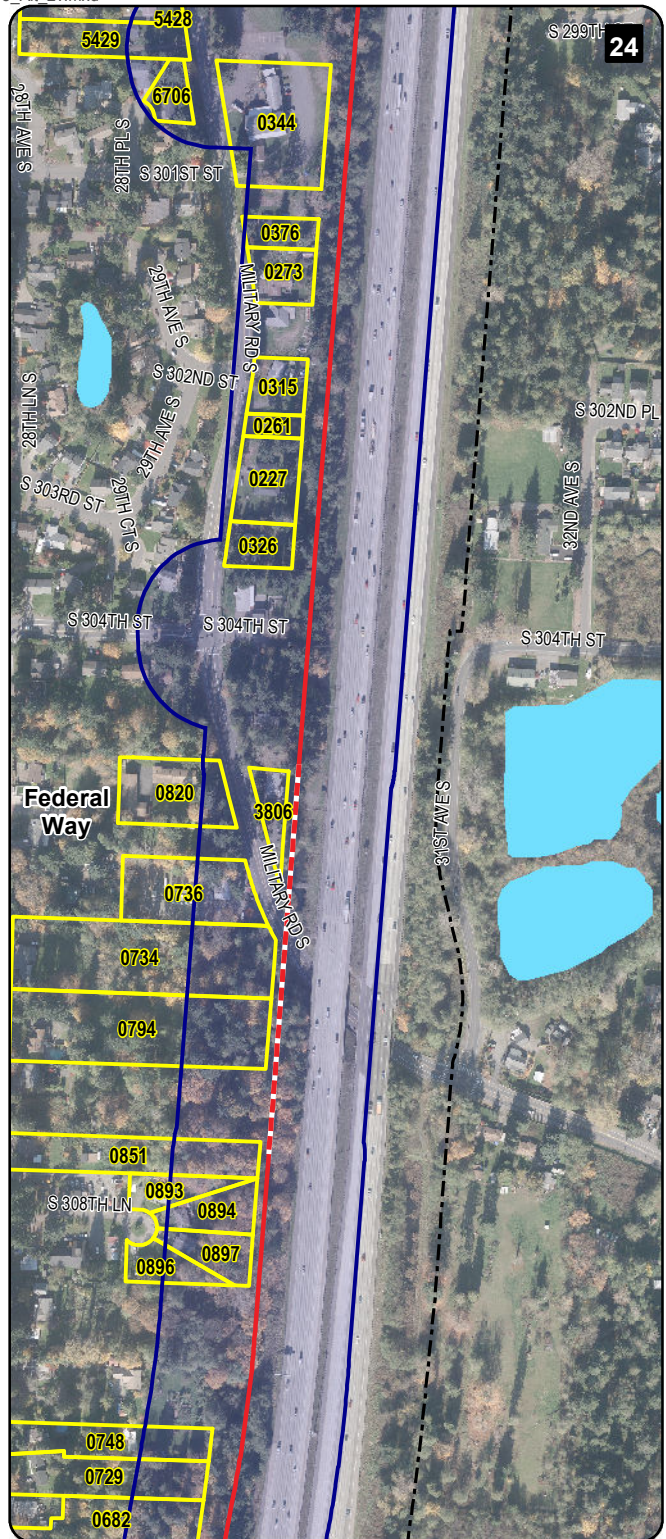 5428
S 299TH
24
5429
28TH AVE S
6706
0344
28TH PL S
S 301ST ST
0376
0273
29TH AVE S
MILITARY RD S
S 302ND ST
0315
28TH LN S
29TH AVE S
0261
S 302ND PL
0227
S 303RD ST
29TH CT S
32ND AVE S
0326
S 304TH ST
S 304TH ST
S 304TH ST
Federal
Way
0820
3806
31ST AVE S
0736
MILITARY RD S
0734
0794
0851
0893
S 308TH LN
0894
0897
0896
0748
0729
0682